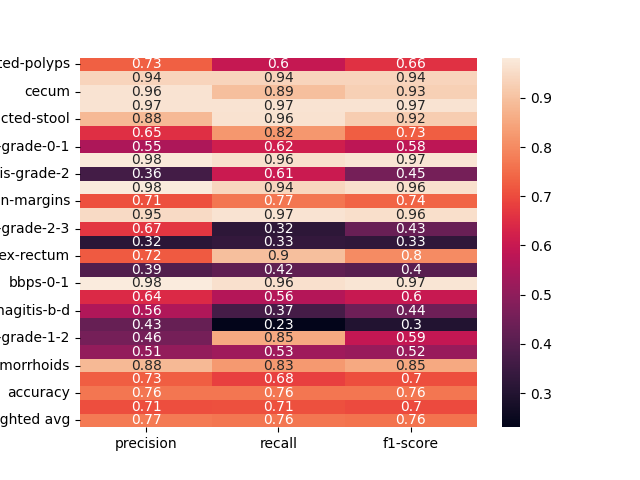 ted-polyps 0.73 0.6 0.66
0.94 0.94 0.94
cecum 0.96 0.89 0.93
0.97 0.97 0.97
cted-stool 0.88 0.96 0.92
0.65 0.82 0.73
-grade-0-1 0.55 0.62 0.58
0.98 0.96 0.97
is-grade-2 0.36 0.61 0.45
0.98 0.94 0.96
n-margins 0.71 0.77 0.74
0.95 0.97 0.96
-grade-2-3 0.67 0.32 0.43
0.32 0.33 0.33
ex-rectum 0.72 0.9 0.8
0.39 0.42 0.4
bbps-0-1 0.98 0.96 0.97
0.64 0.56 0.6
nagitis-b-d 0.56 0.37 0.44
0.43 0.23 0.3
-grade-1-2 0.46 0.85 0.59
0.51 0.53 0.52
morrhoids 0.88 0.83 0.85
0.73 0.68 0.7
accuracy 0.76 0.76 0.76
0.71 0.71 0.7
ghted avg 0.77 0.76 0.76
precision recall f1-score
0.9
0.8
0.7
0.6
0.5
0.4
0.3